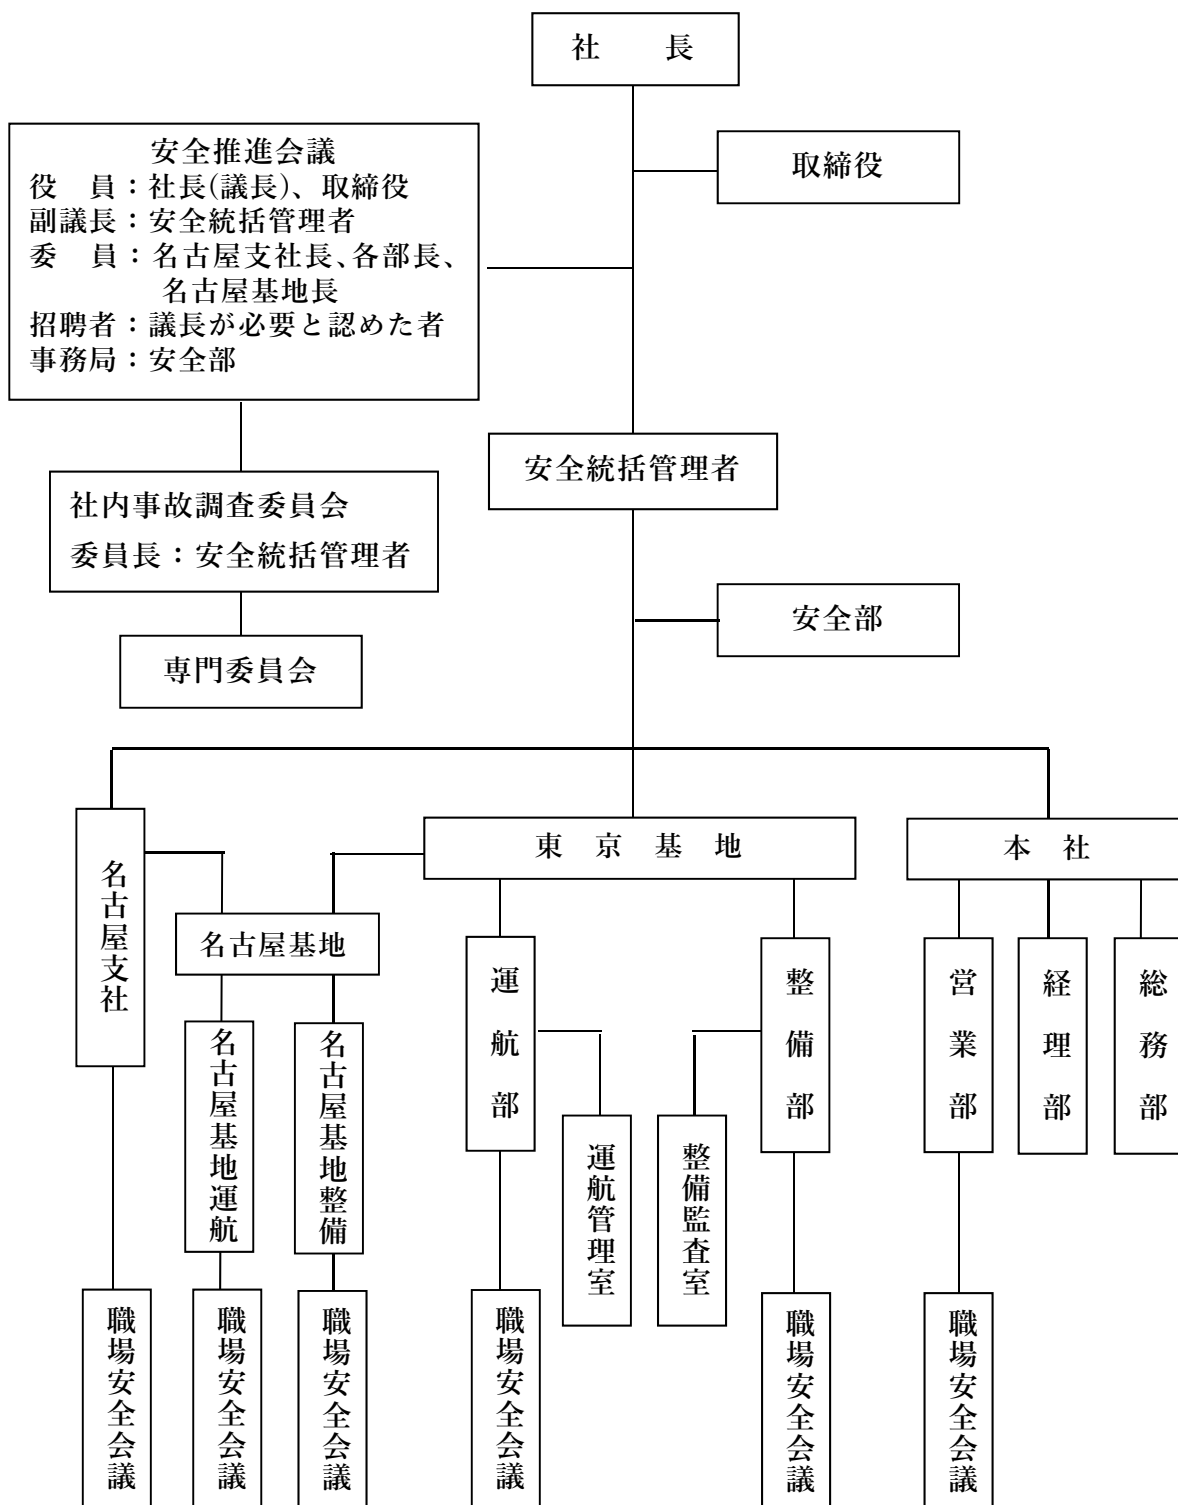 社　長
取締役
安全推進会議
役　員：社長(議長)、取締役
副議長：安全統括管理者
委　員：名古屋支社長、各部長、
名古屋基地長
招聘者：議長が必要と認めた者
事務局：安全部
安全統括管理者
社内事故調査委員会
委員長：安全統括管理者
安全部
専門委員会
名古屋支社
東京基地
本社
名古屋基地
運航部
整備部
営業部
経理部
総務部
名古屋基地運航
名古屋基地整備
運航管理室
整備監査室
職場安全会議
職場安全会議
職場安全会議
職場安全会議
職場安全会議
職場安全会議